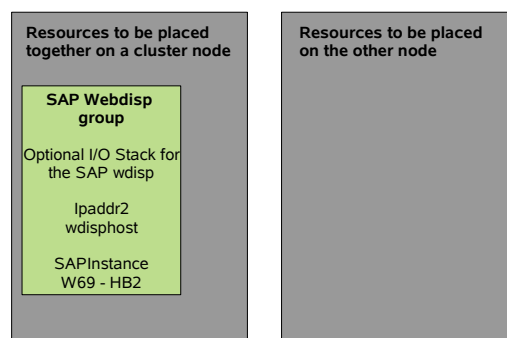 Resources to be placed
together on a cluster node
SAP Webdisp
group
Optional I/O Stack for
the SAP wdisp
Ipaddr2
wdisphost
SAPInstance
W69 - HB2
Resources to be placed
on the other node